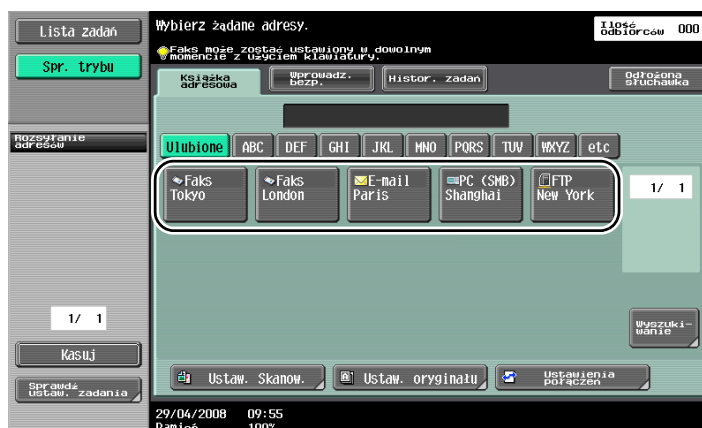 Lista zadań
Spr. trybu
Rozsyłanie
adresów
1/ 1
Kasuj
Sprawdź
ustaw. zadania
Wybierz żądane adresy.
Faks może zostać ustawiony w dowolnym
momencie z użyciem klawiatury.
Ilość
odbiorców 000
Książka
adresowa
Wprowadz.
bezp.
Histor. zadań
Odłożona
słuchawka
Ulubione ABC DEF GHI JKL MNO PQRS TUV WXYZ etc
Faks
Tokyo
Faks
London
E-mail
Paris
PC (SMB)
Shanghai
FTP
New York
1/ 1
Wyszuki-
wanie
Ustaw. Skanow.
Ustaw. oryginału
Ustawienia
połączeń
29/04/2008 09:55
Pamięć 100%